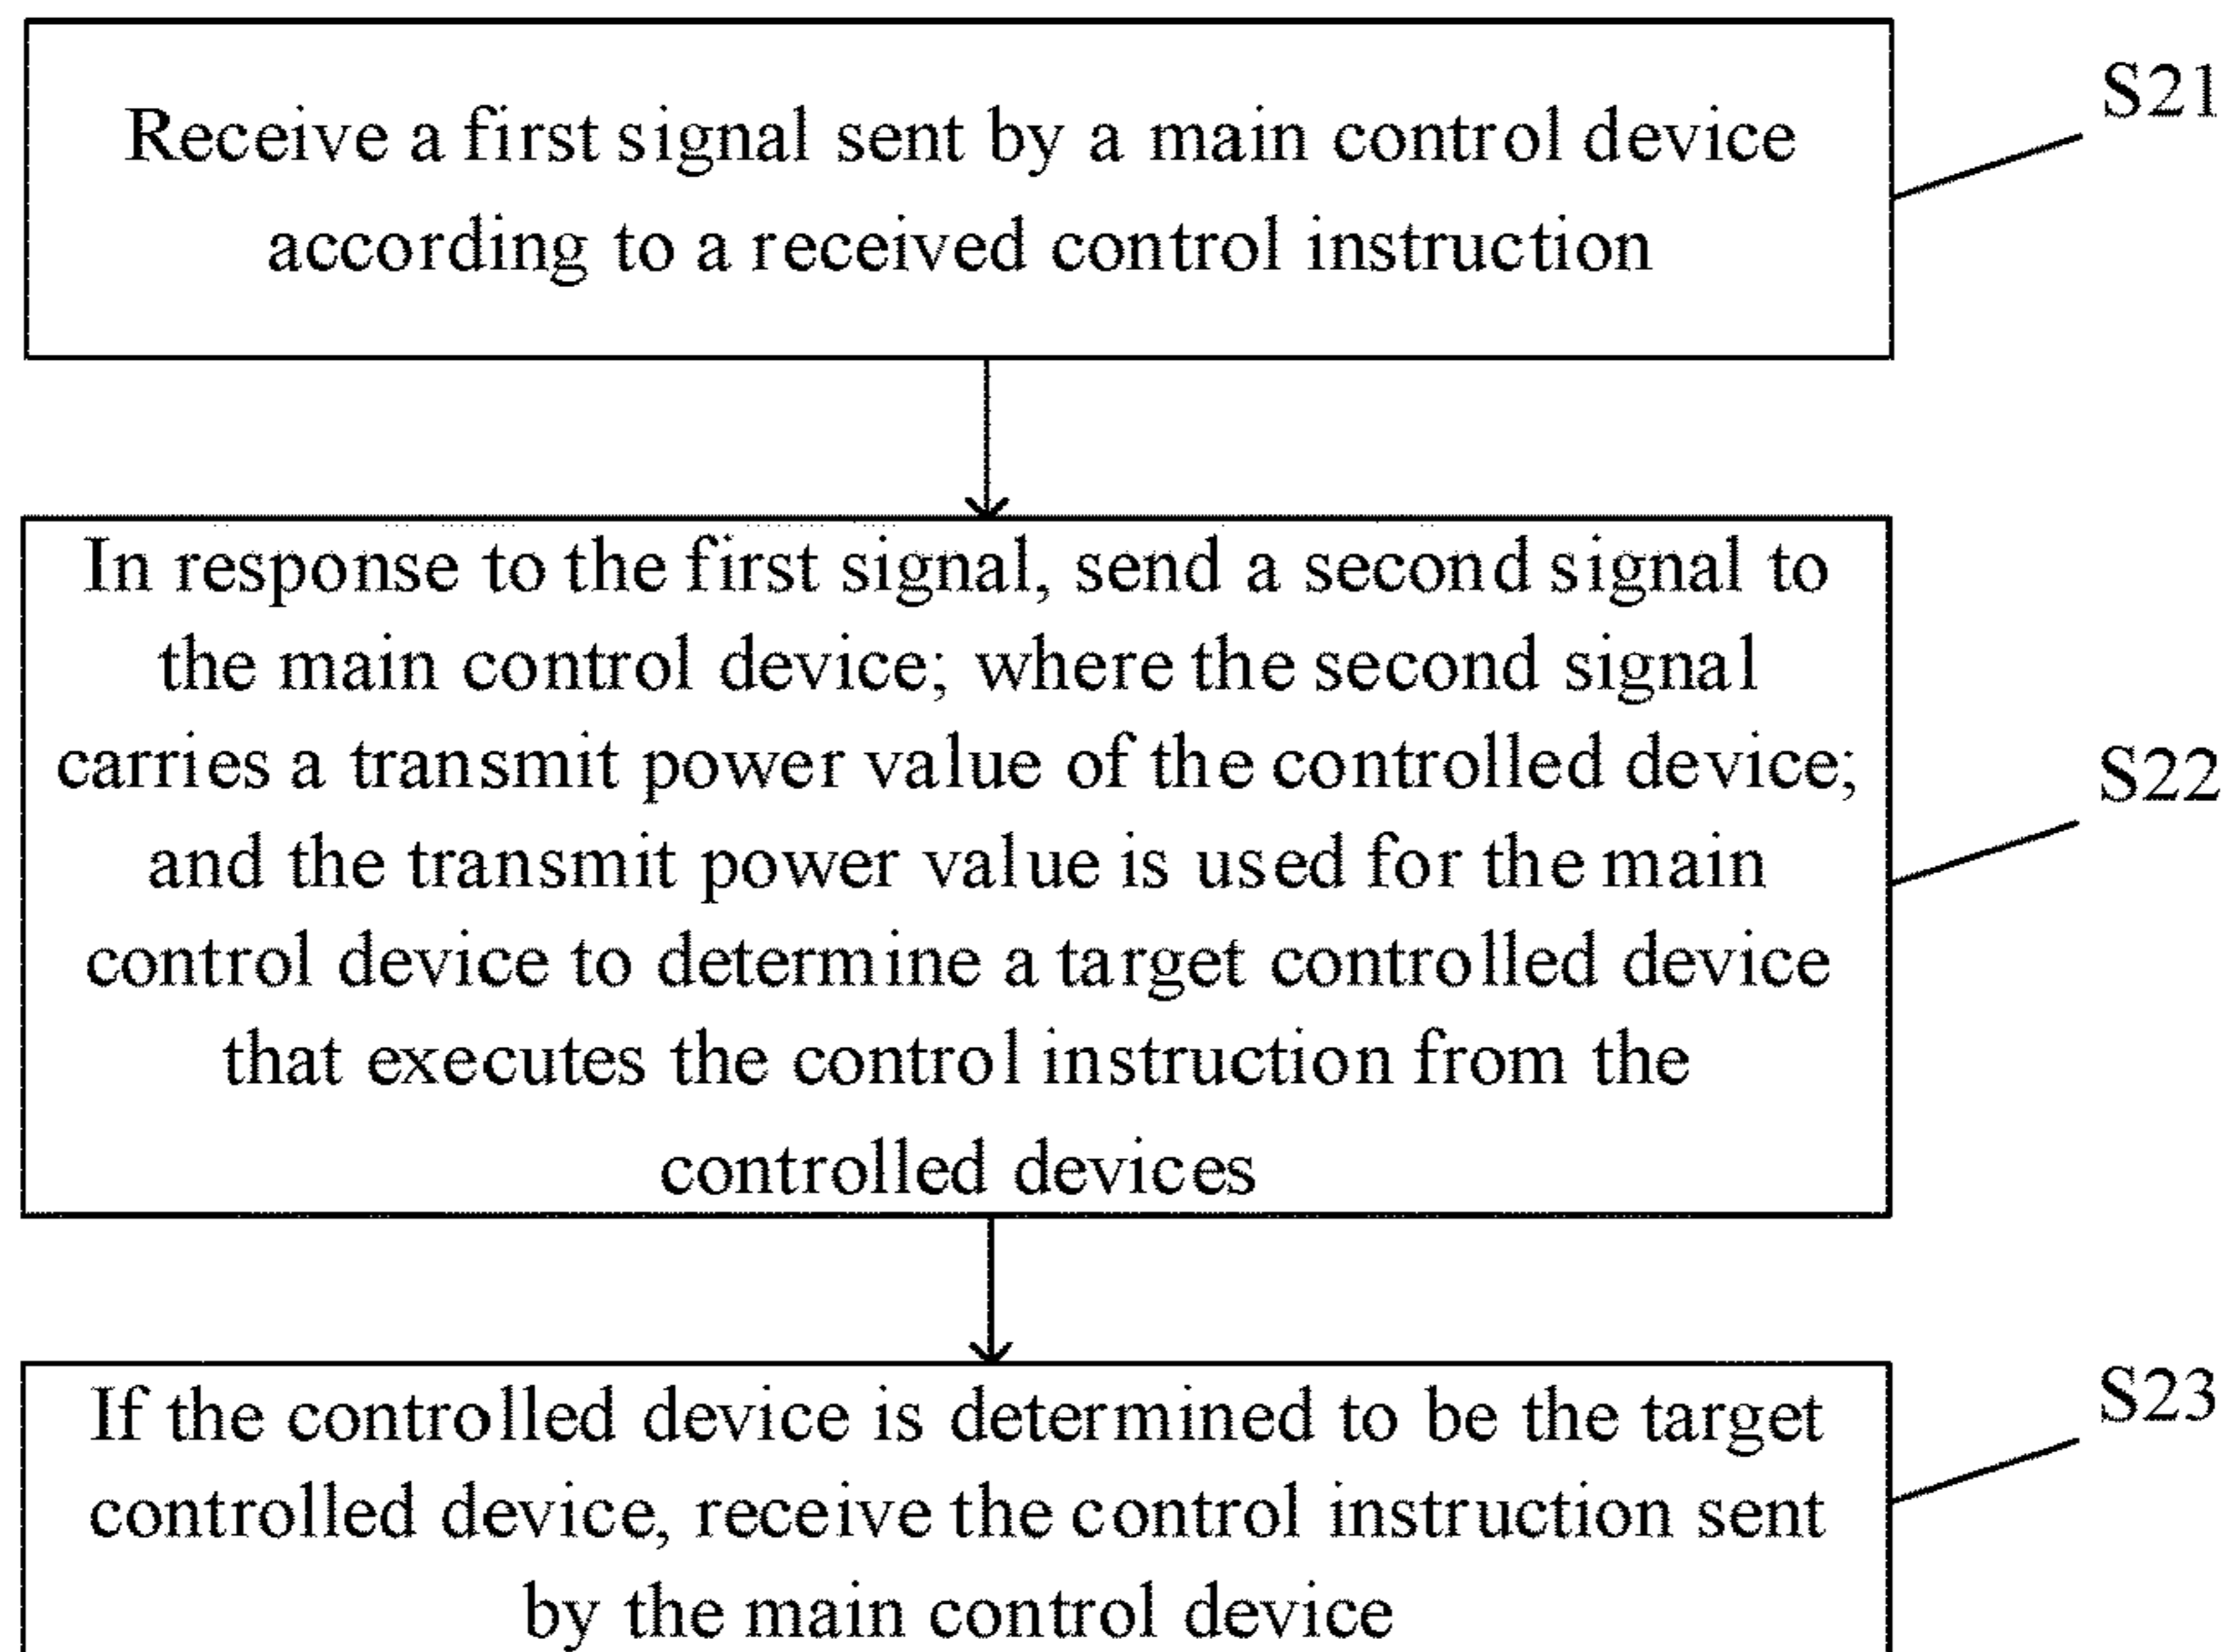 Receive a first signal sent by a main control device
according to a received control instruction
S21
In response to the first signal, send a second signal to
the main control device; where the second signal
carries a transmit power value of the controlled device;
and the transmit power value is used for the main
control device to determine a target controlled device
that executes the control instruction from the
controlled devices
S22
If the controlled device is determined to be the target
controlled device, receive the control instruction sent
by the main control device
S23